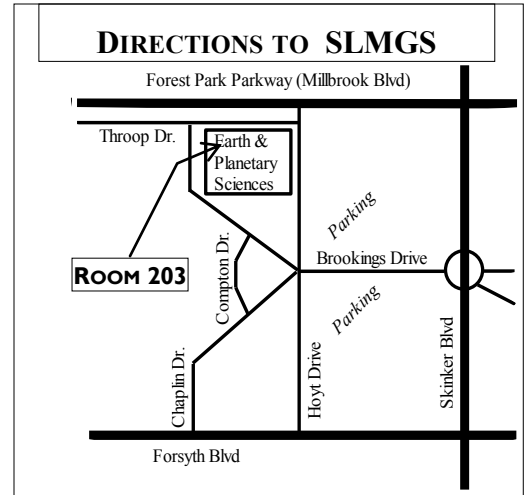 DIRECTIONS TO SLMGS
Forest Park Parkway (Millbrook Blvd)
Throop Dr.
Earth &
Planetary
Sciences
Parking
Compton Dr.
Brookings Drive
ROOM 203
Parking
Chaplin Dr.
Hoyt Drive
Skinker Blvd
Forsyth Blvd